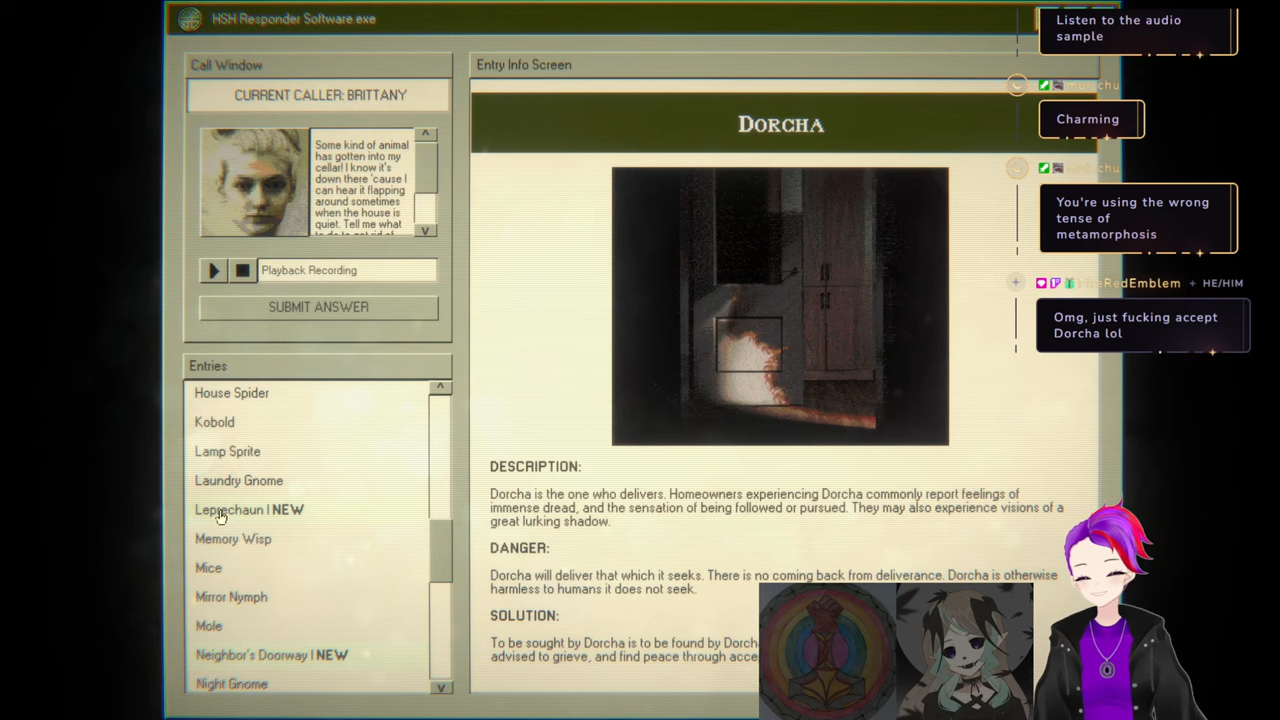 HSH Responder Software.exe
Call Window
CURRENT CALLER: BRITTANY
Some kind of animal
has gotten into my
cellar! I know it's
down there 'cause I
can hear it flapping
around sometimes
when the house is
quiet. Tell me what
Playback Recording
SUBMIT ANSWER
Entries
House Spider
Kobold
Lamp Sprite
Laundry Gnome
Leprechaun | NEW
Memory Wisp
Mice
Mirror Nymph
Mole
Neighbor's Doorway | NEW
Night Gnome
Entry Info Screen
DORCHA
DESCRIPTION:
Dorcha is the one who delivers. Homeowners experiencing Dorcha commonly report feelings of
immense dread, and the sensation of being followed or pursued. They may also experience visions of a
great lurking shadow.
DANGER:
Dorcha will deliver that which it seeks. There is no coming back from deliverance. Dorcha is otherwise
harmless to humans it does not seek.
SOLUTION:
To be sought by Dorcha is to be found by Dorcha
advised to grieve, and find peace through acce
Listen to the audio
sample
Charming
You're using the wrong
tense of
metamorphosis
TheRedEmblem + HE/HIM
Omg, just fucking accept
Dorcha lol